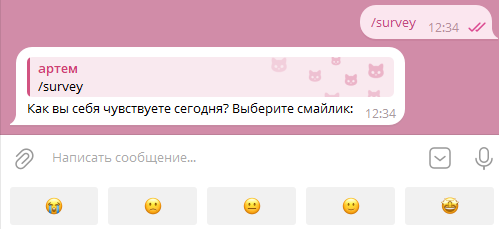 /survey
12:34
артем
/survey
Как вы себя чувствуете сегодня? Выберите смайлик:
12:34
Написать сообщение...
😭 😕 😐 🙂 🤩